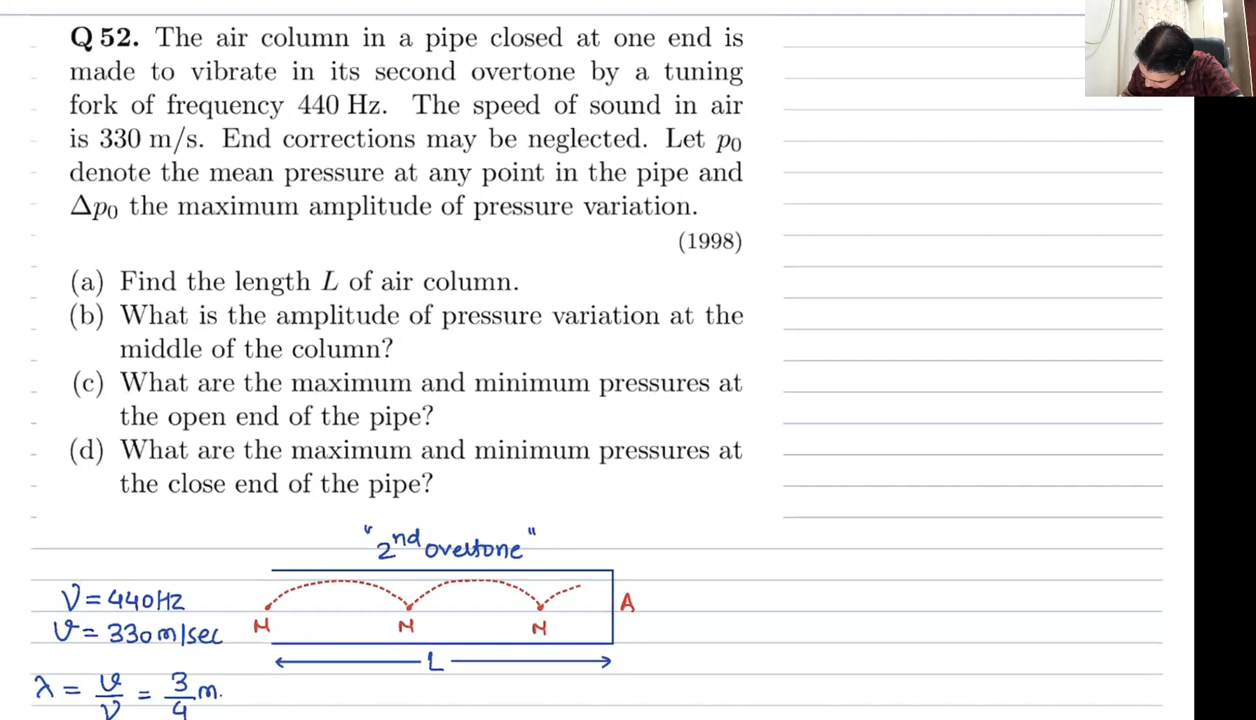 Q 52. The air column in a pipe closed at one end is
made to vibrate in its second overtone by a tuning
fork of frequency 440 Hz. The speed of sound in air
is 330 m/s. End corrections may be neglected. Let p₀
denote the mean pressure at any point in the pipe and
Δp₀ the maximum amplitude of pressure variation.
(1998)
(a) Find the length L of air column.
(b) What is the amplitude of pressure variation at the
middle of the column?
(c) What are the maximum and minimum pressures at
the open end of the pipe?
(d) What are the maximum and minimum pressures at
the close end of the pipe?
"2nd overtone"
ν = 440Hz
A
v = 330m/sec
N N N
L
λ = v/ν = 3/4 m.